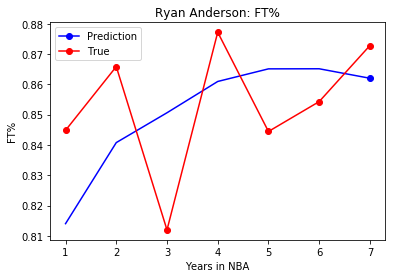 Ryan Anderson: FT%
Prediction
True
FT%
0.88
0.87
0.86
0.85
0.84
0.83
0.82
0.81
1 2 3 4 5 6 7
Years in NBA